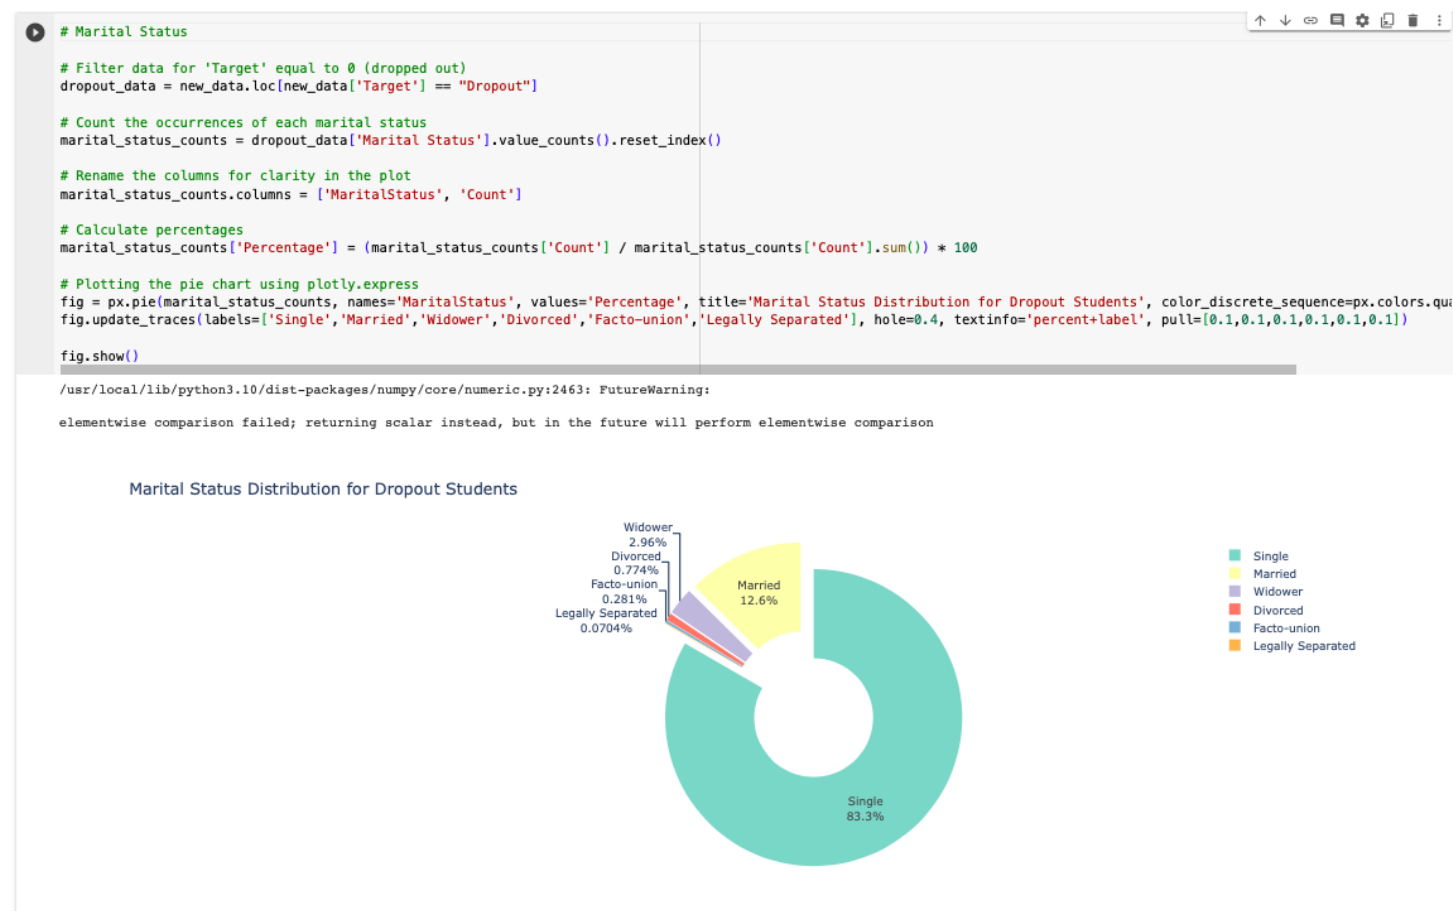 # Marital Status
# Filter data for 'Target' equal to 0 (dropped out)
dropout_data = new_data.loc[new_data['Target'] == "Dropout"]
# Count the occurrences of each marital status
marital_status_counts = dropout_data['Marital Status'].value_counts().reset_index()
# Rename the columns for clarity in the plot
marital_status_counts.columns = ['MaritalStatus', 'Count']
# Calculate percentages
marital_status_counts['Percentage'] = (marital_status_counts['Count'] / marital_status_counts['Count'].sum()) * 100
# Plotting the pie chart using plotly.express
fig = px.pie(marital_status_counts, names='MaritalStatus', values='Percentage', title='Marital Status Distribution for Dropout Students', color_discrete_sequence=px.colors.qua
fig.update_traces(labels=['Single','Married','Widower','Divorced','Facto-union','Legally Separated'], hole=0.4, textinfo='percent+label', pull=[0.1,0.1,0.1,0.1,0.1,0.1])
fig.show()
/usr/local/lib/python3.10/dist-packages/numpy/core/numeric.py:2463: FutureWarning:
elementwise comparison failed; returning scalar instead, but in the future will perform elementwise comparison
Marital Status Distribution for Dropout Students
Widower
2.96%
Divorced
0.774%
Facto-union
0.281%
Legally Separated
0.0704%
Married
12.6%
Single
83.3%
Single
Married
Widower
Divorced
Facto-union
Legally Separated